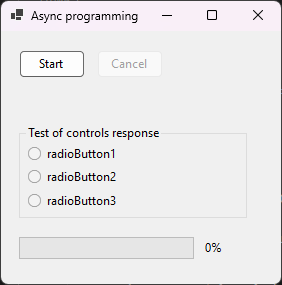 Async programming
Start Cancel
Test of controls response
radioButton1
radioButton2
radioButton3
0%